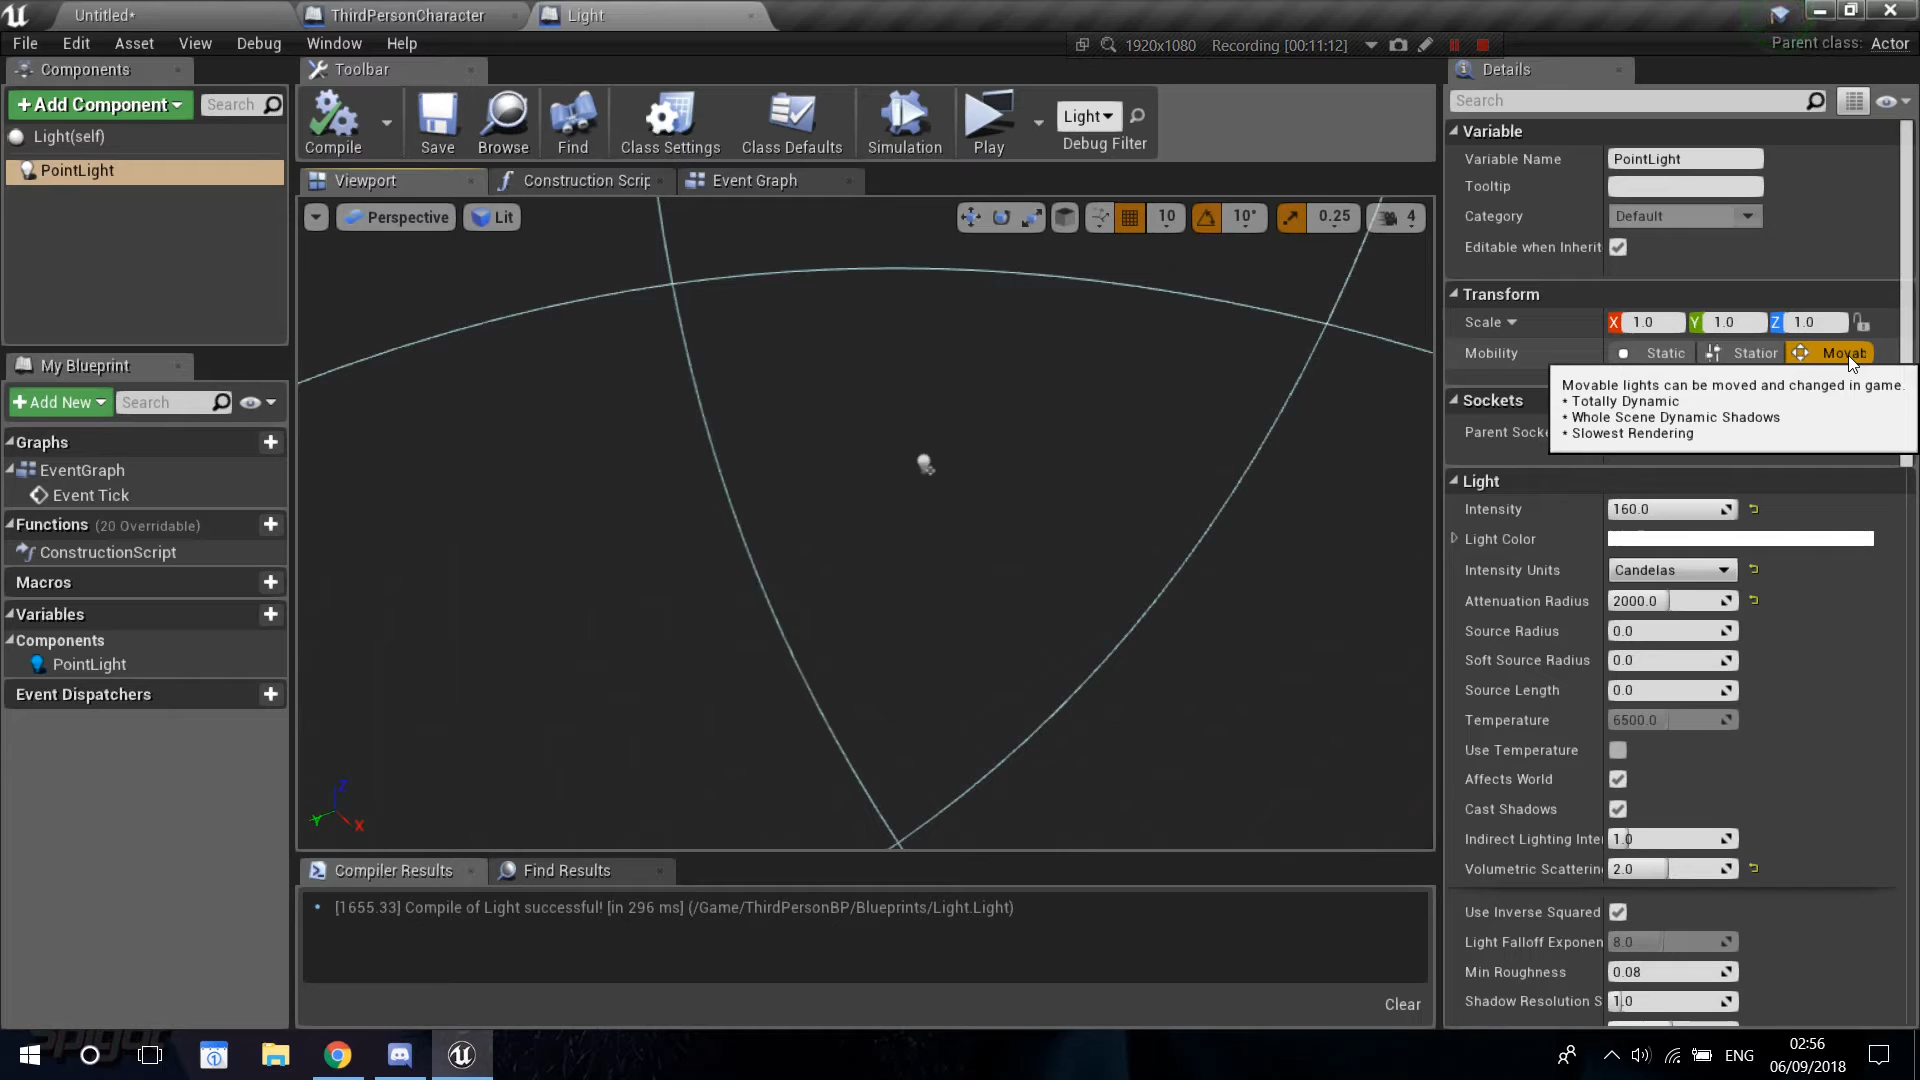 Untitled*
ThirdPersonCharacter
Light
File Edit Asset View Debug Window Help
1920x1080 Recording [00:11:12]
Parent class: Actor
Components
Toolbar
Details
+Add Component
Search
Light(self)
PointLight
Compile
Save
Browse
Find
Class Settings
Class Defaults
Simulation
Play
Light
Debug Filter
Viewport
Construction Scrip
Event Graph
Perspective
Lit
10
10°
0.25
4
My Blueprint
+Add New
Search
Graphs
EventGraph
Event Tick
Functions (20 Overridable)
ConstructionScript
Macros
Variables
Components
PointLight
Event Dispatchers
Z
Y
X
Compiler Results
Find Results
[1655.33] Compile of Light successful! [in 296 ms] (/Game/ThirdPersonBP/Blueprints/Light.Light)
Clear
Search
Variable
Variable Name PointLight
Tooltip
Category Default
Editable when Inherit
Transform
Scale X 1.0 Y 1.0 Z 1.0
Mobility Static Station Movab
Movable lights can be moved and changed in game.
* Totally Dynamic
* Whole Scene Dynamic Shadows
* Slowest Rendering
Sockets
Parent Socke
Light
Intensity 160.0
Light Color
Intensity Units Candelas
Attenuation Radius 2000.0
Source Radius 0.0
Soft Source Radius 0.0
Source Length 0.0
Temperature 6500.0
Use Temperature
Affects World
Cast Shadows
Indirect Lighting Inter 1.0
Volumetric Scattering 2.0
Use Inverse Squared
Light Falloff Exponen 8.0
Min Roughness 0.08
Shadow Resolution S 1.0
ENG
02:56
06/09/2018